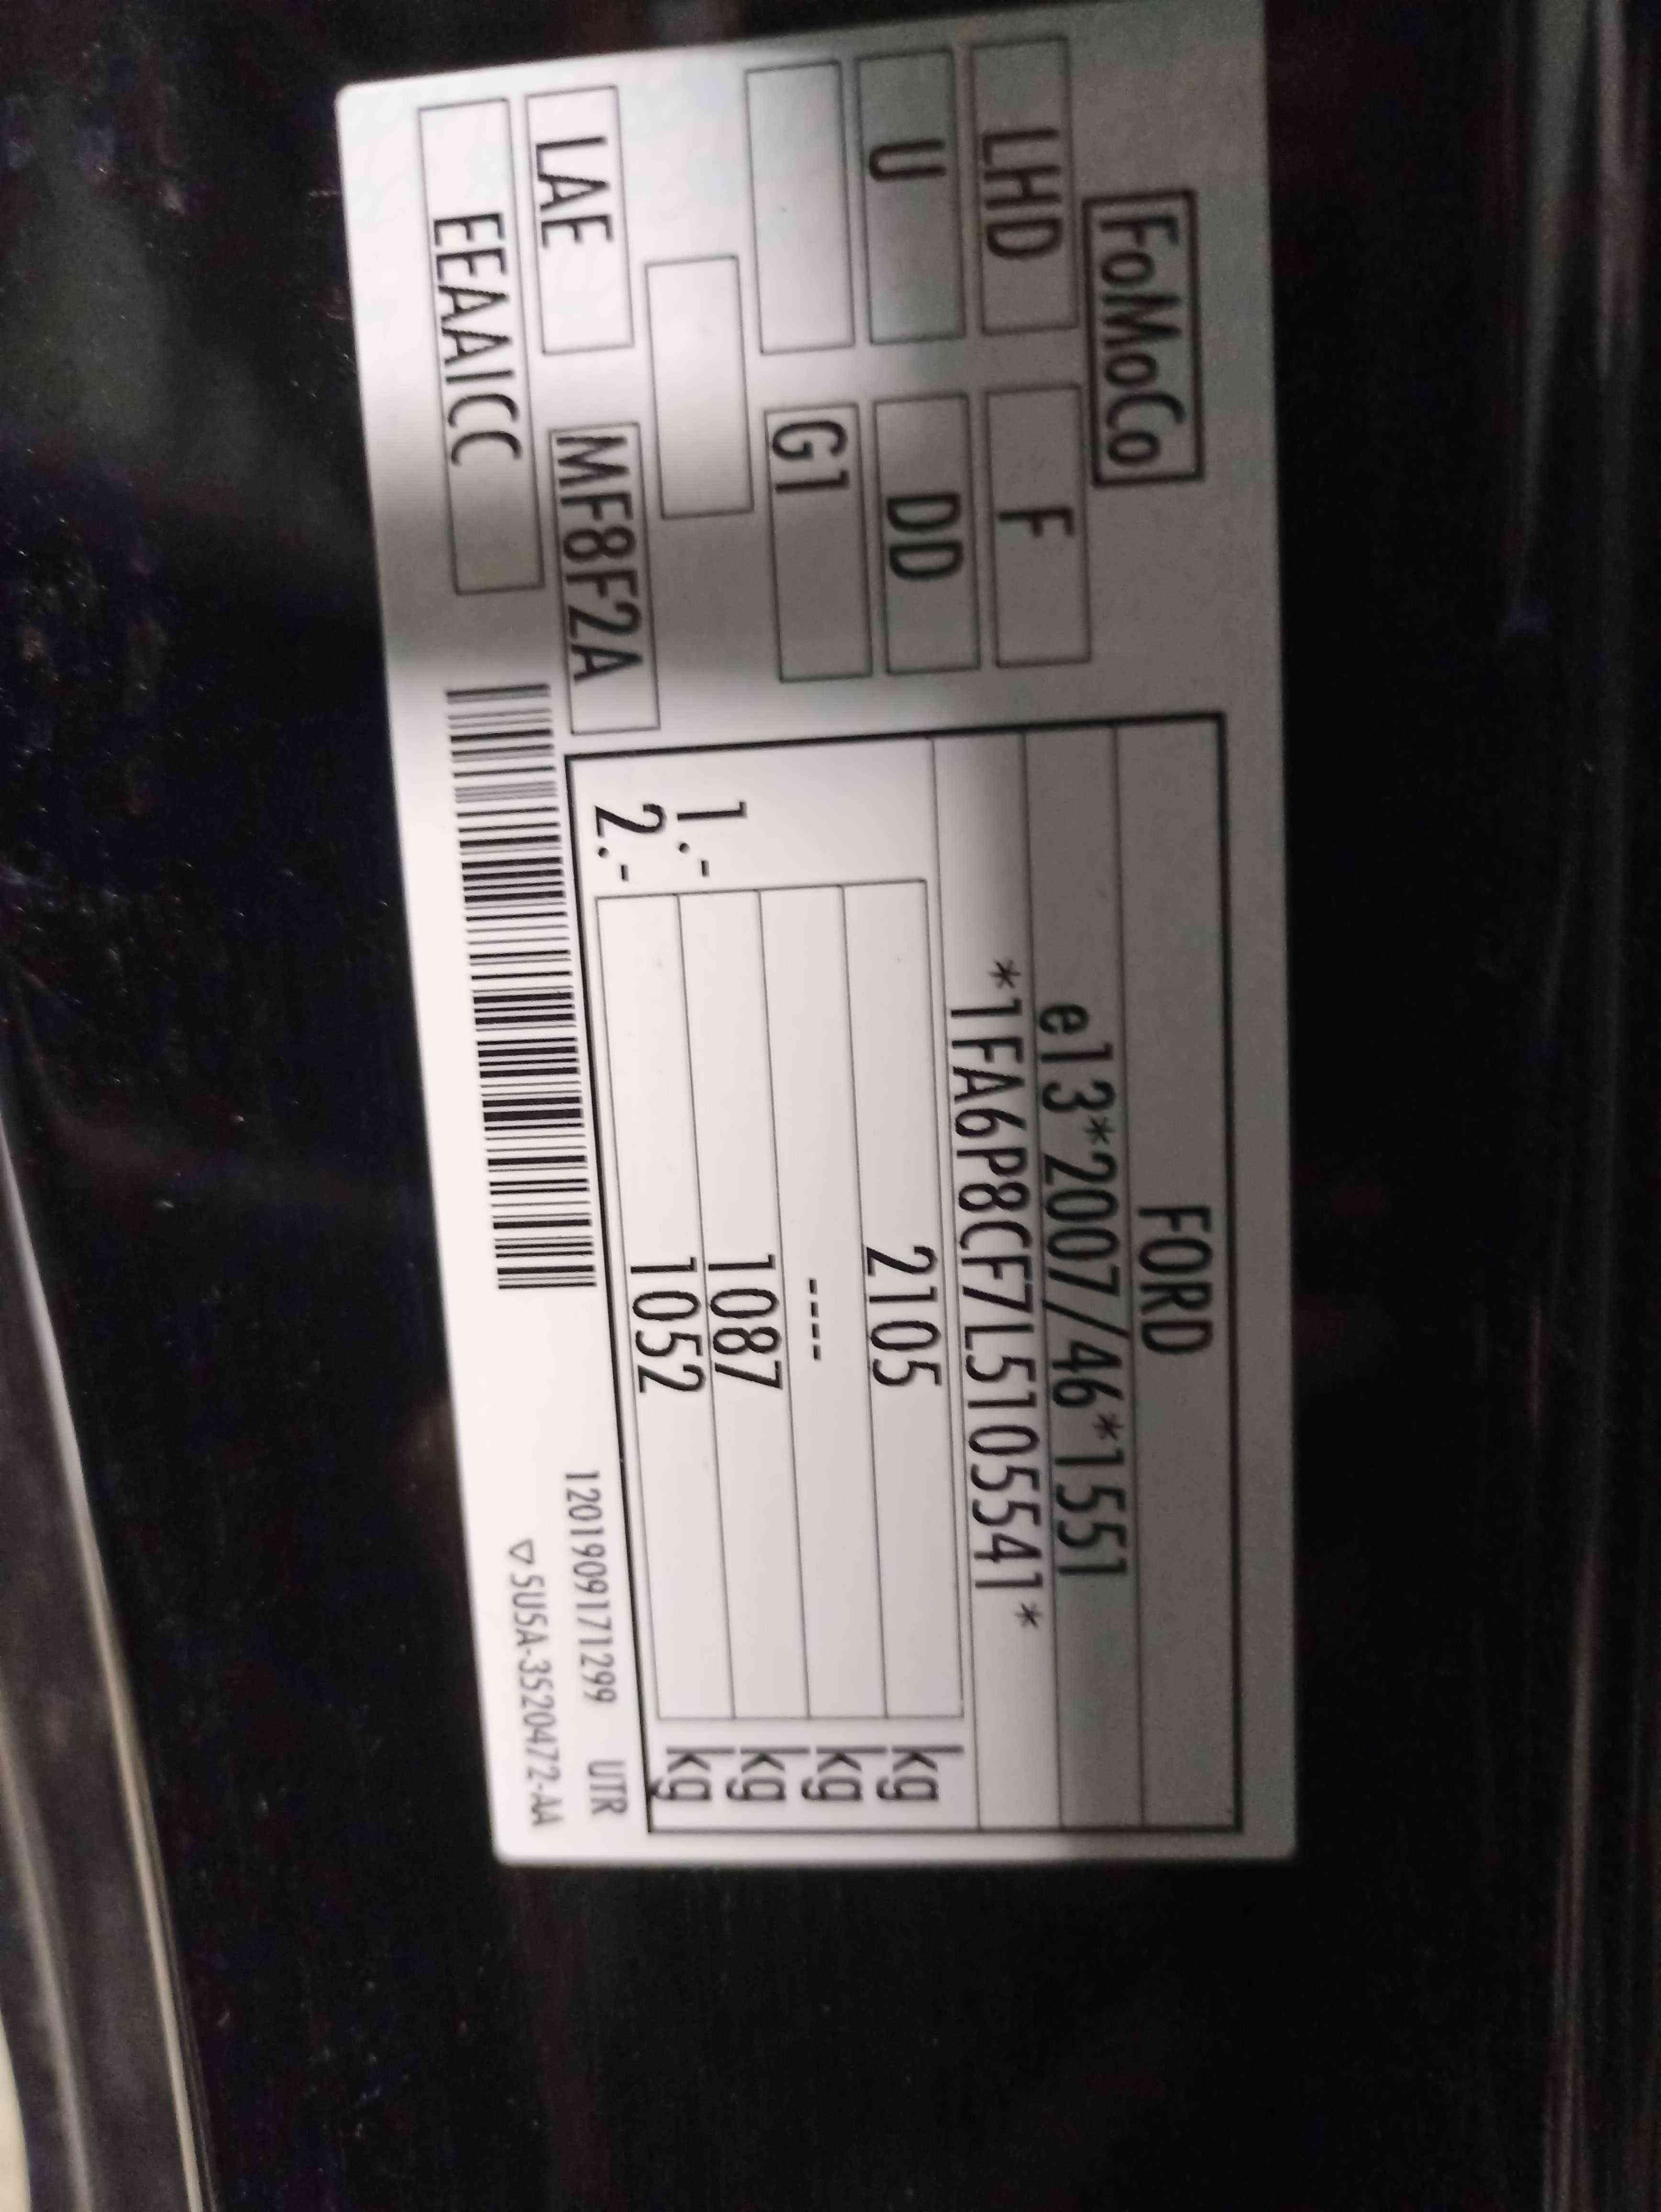 FoMoCo
LHD F
U DD
G1
LAE MF8F2A
EEAAICC
FORD
e13*2007/46*1551
*1FA6P8CF7L5105541*
2105 kg
---- kg
1.- 1087 kg
2.- 1052 kg
1201909171299 UTR
▽SU5A-3520472-AA